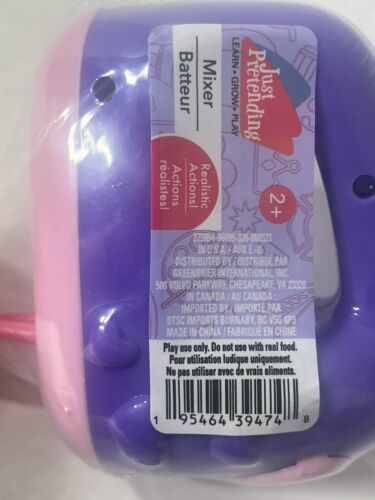 Just
Pretending
LEARN • GROW • PLAY
Mixer
Batteur
Realistic
Actions!
Actions
réalistes!
2+
IN U.S.A. / AUX É.-U.
DISTRIBUTED BY / DISTRIBUÉ PAR
GREENBRIER INTERNATIONAL, INC.
500 VOLVO PARKWAY, CHESAPEAKE, VA 23320
IN CANADA / AU CANADA
IMPORTED BY / IMPORTÉ PAR
DTSC IMPORTS BURNABY, BC V5G 4P3
MADE IN CHINA / FABRIQUÉ EN CHINE
Play use only. Do not use with real food.
Pour utilisation ludique uniquement.
Ne pas utiliser avec de vrais aliments.
1 95464 39474 8